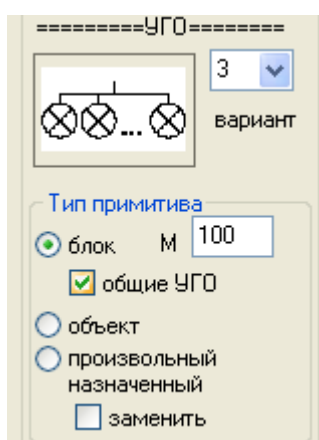 =========УГО========
3
вариант
...
Тип примитива
блок М 100
общие УГО
объект
произвольный
назначенный
заменить